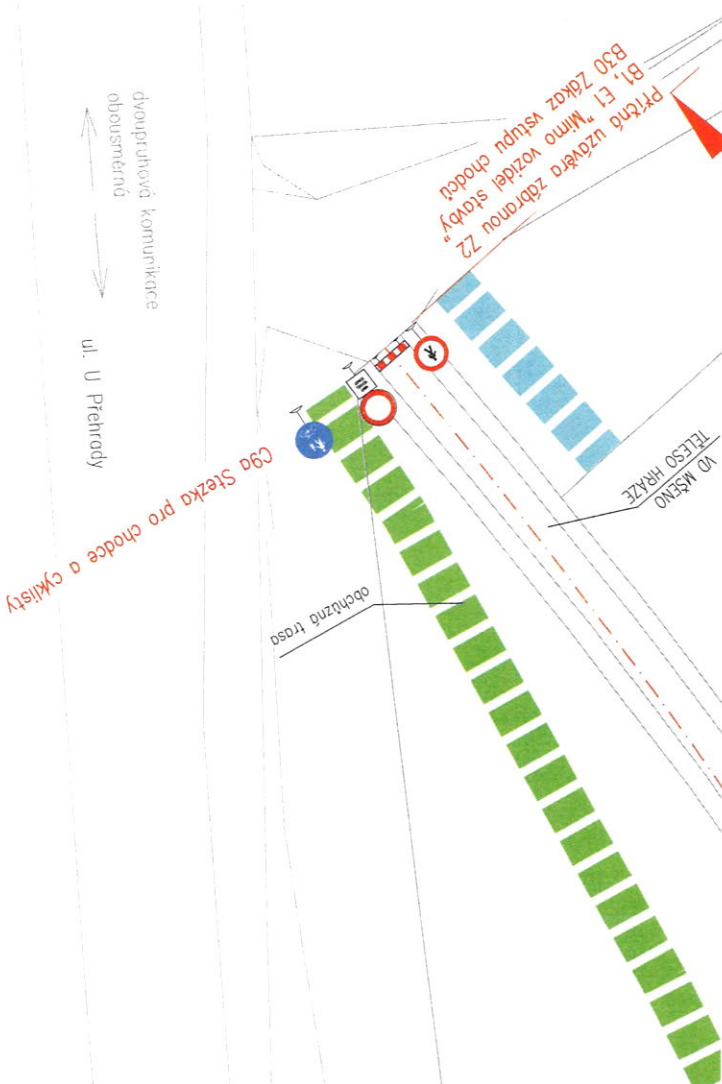 Příčná uzávěra zábranou Z2
B1, E1 "Mimo vozidel stavby"
B30 Zákaz vstupu chodců
VD MŠENO
TĚLESO HRÁZE
C9a Stezka pro chodce a cyklisty
obchůzná trasa
dvoupruhová komunikace
obousměrná
ul. U Přehrady